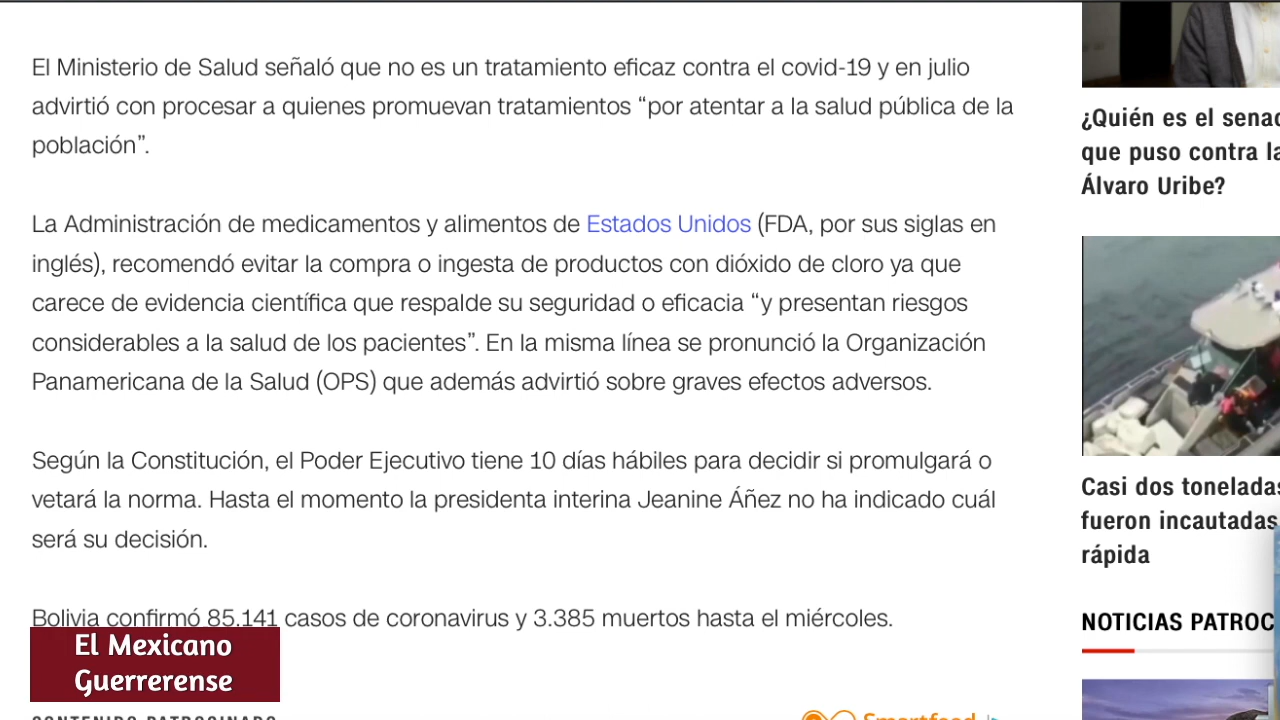 El Ministerio de Salud señaló que no es un tratamiento eficaz contra el covid-19 y en julio
advirtió con procesar a quienes promuevan tratamientos “por atentar a la salud pública de la
población”.
La Administración de medicamentos y alimentos de Estados Unidos (FDA, por sus siglas en
inglés), recomendó evitar la compra o ingesta de productos con dióxido de cloro ya que
carece de evidencia científica que respalde su seguridad o eficacia “y presentan riesgos
considerables a la salud de los pacientes”. En la misma línea se pronunció la Organización
Panamericana de la Salud (OPS) que además advirtió sobre graves efectos adversos.
Según la Constitución, el Poder Ejecutivo tiene 10 días hábiles para decidir si promulgará o
vetará la norma. Hasta el momento la presidenta interina Jeanine Áñez no ha indicado cuál
será su decisión.
Bolivia confirmó 85.141 casos de coronavirus y 3.385 muertos hasta el miércoles.
El Mexicano
Guerrerense
CONTENIDO PATROCINADO
Smartfeed
¿Quién es el senad
que puso contra la
Álvaro Uribe?
Casi dos toneladas
fueron incautadas
rápida
NOTICIAS PATROC